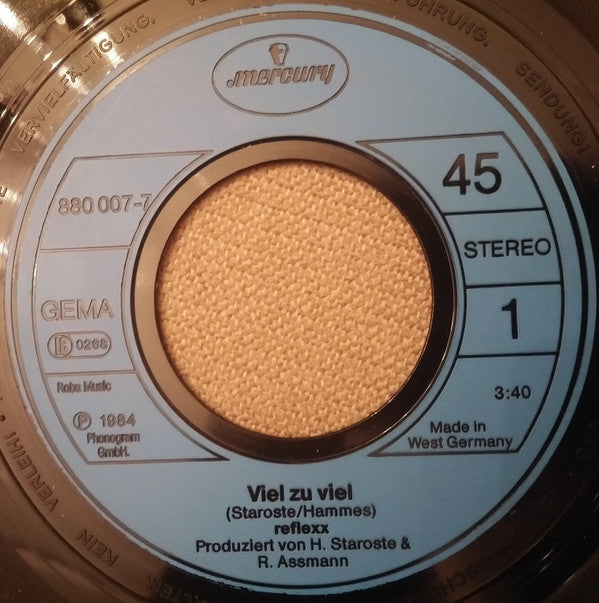 VERVIELFÄLTIGUNG.
FÜHRUNG.
SENDUNG!
mercury
880 007-7
45
STEREO
GEMA
LC 0268
1
Roba Music
3:40
Ⓟ 1984
Phonogram
GmbH.
Made in
West Germany
Viel zu viel
(Staroste/Hammes)
reflexx
Produziert von H. Staroste &
R. Assmann
KEIN
VERLEIH!